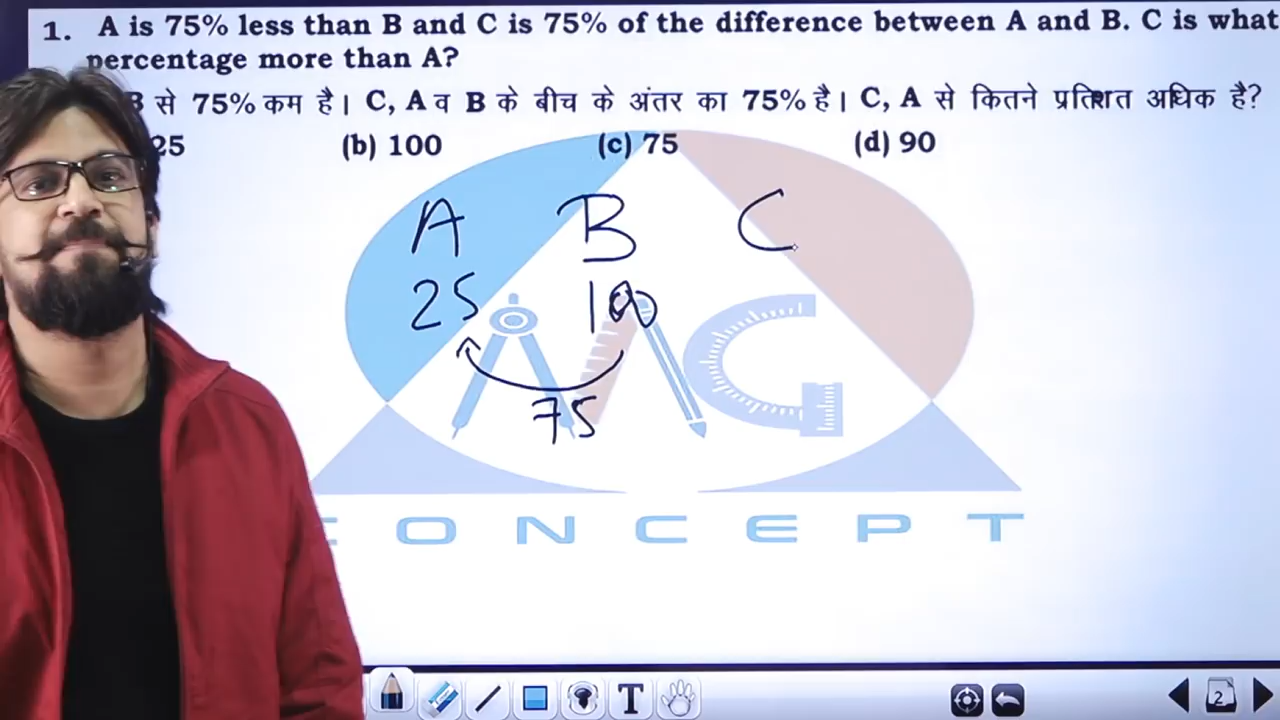 1. A is 75% less than B and C is 75% of the difference between A and B. C is what
percentage more than A?
B से 75% कम है। C, A व B के बीच के अंतर का 75% है। C, A से कितने प्रतिशत अधिक है?
25 (b) 100 (c) 75 (d) 90
A B C
25 100
75
CONCEPT
T
2